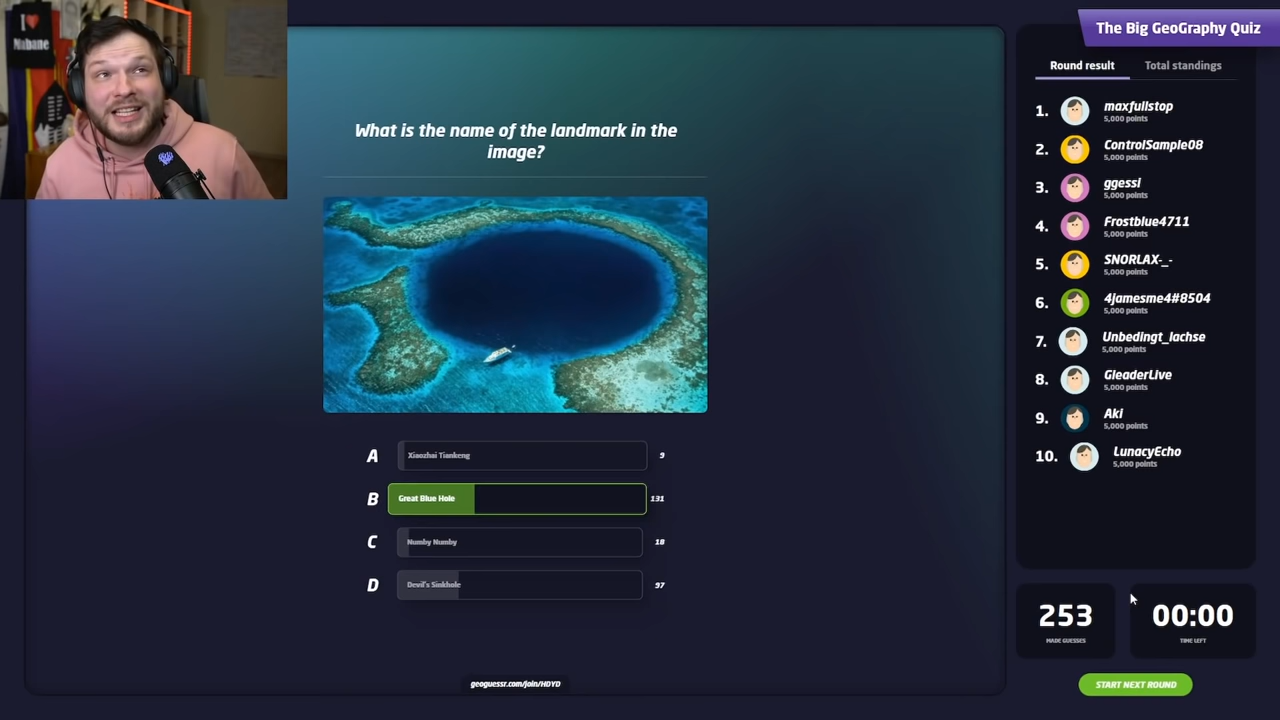 I ❤
Nabane
The Big GeoGraphy Quiz
Round result
Total standings
What is the name of the landmark in the
image?
A
Xiaozhai Tiankeng
9
B
Great Blue Hole
131
C
Numby Numby
18
D
Devil's Sinkhole
97
geoguessr.com/join/HDYD
1.
maxfullstop
5,000 points
2.
ControlSample08
5,000 points
3.
ggessi
5,000 points
4.
Frostblue4711
5,000 points
5.
SNORLAX-_-
5,000 points
6.
4jamesme4#8504
5,000 points
7.
Unbedingt_lachse
5,000 points
8.
GleaderLive
5,000 points
9.
Aki
5,000 points
10.
LunacyEcho
5,000 points
253
MADE GUESSES
00:00
TIME LEFT
START NEXT ROUND